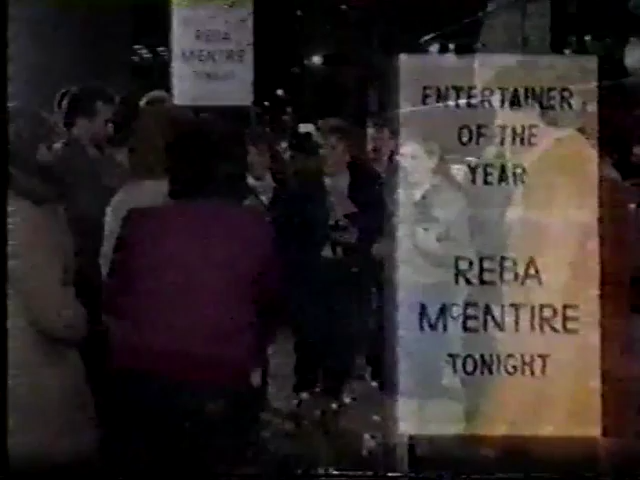 REBA
MCENTIRE
TONIGHT
ENTERTAINER
OF THE
YEAR
REBA
MCENTIRE
TONIGHT